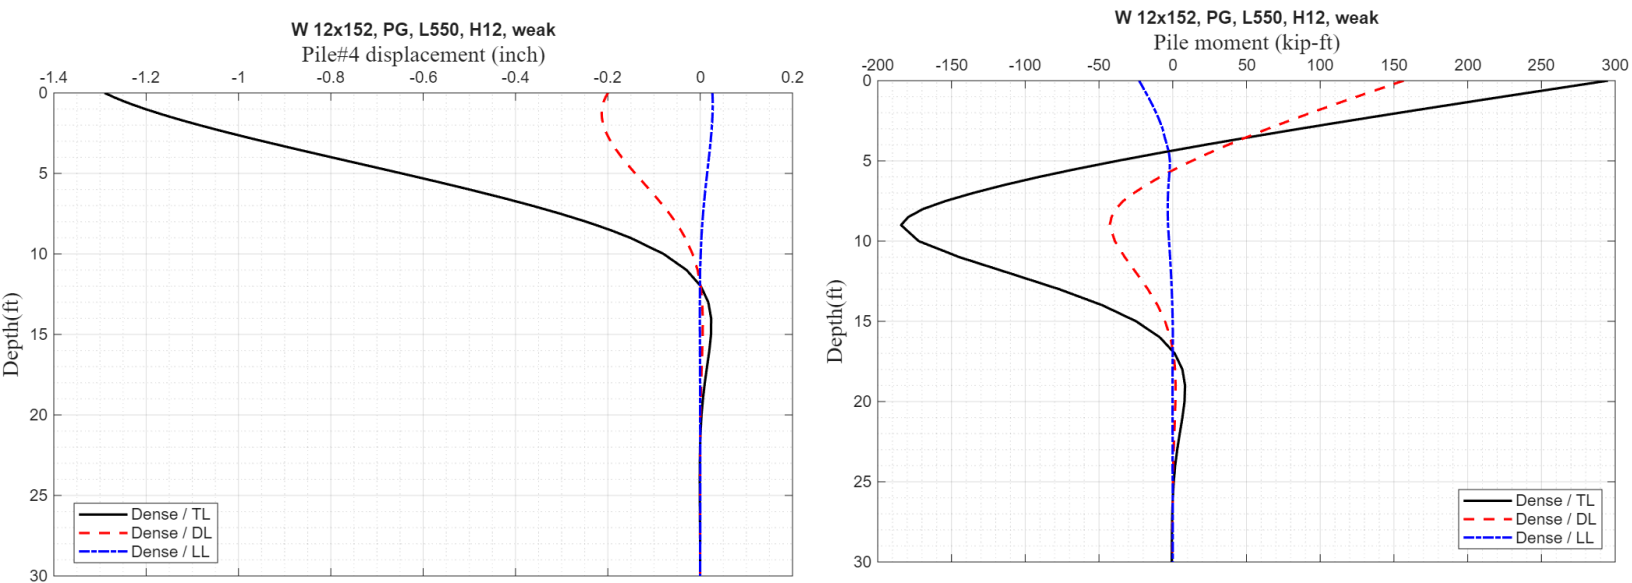 W 12x152, PG, L550, H12, weak
Pile#4 displacement (inch)
-1.4 -1.2 -1 -0.8 -0.6 -0.4 -0.2 0 0.2
0
5
10
15
20
25
30
Depth(ft)
Dense / TL
Dense / DL
Dense / LL
W 12x152, PG, L550, H12, weak
Pile moment (kip-ft)
-200 -150 -100 -50 0 50 100 150 200 250 300
0
5
10
15
20
25
30
Depth(ft)
Dense / TL
Dense / DL
Dense / LL